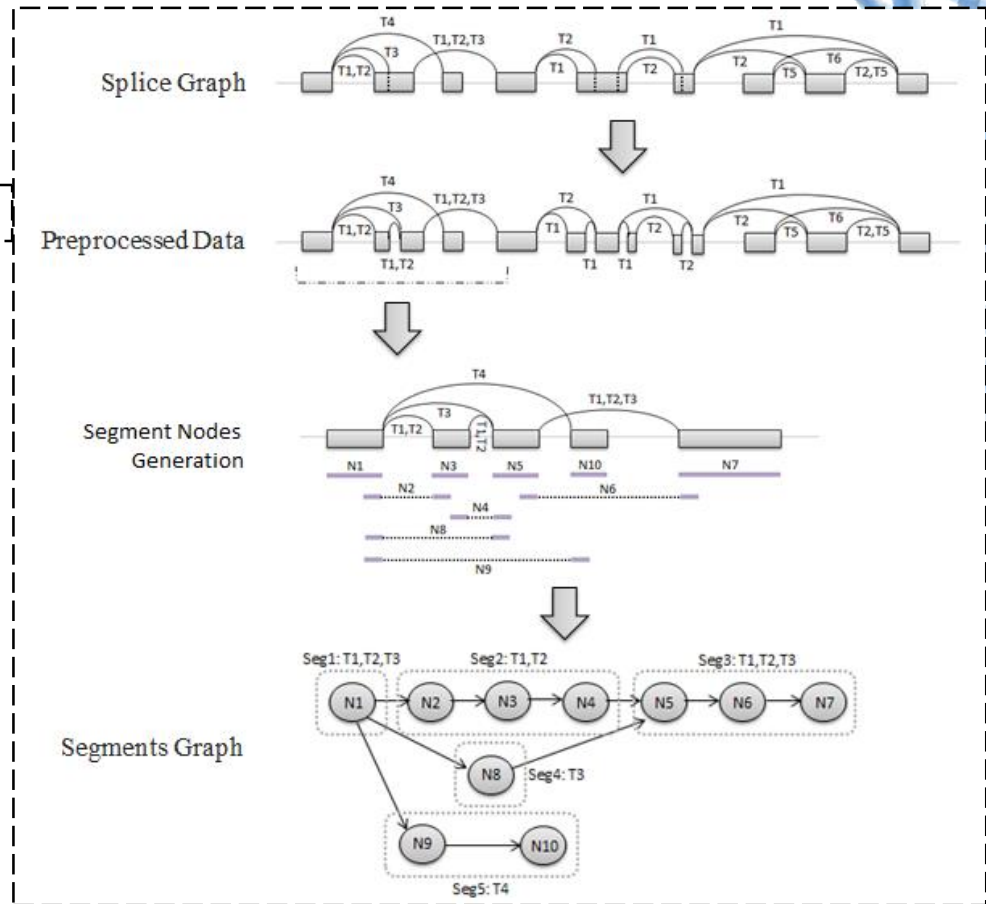 T4
T3
T1,T2
T1,T2,T3
T2
T1
T1
T2
T1
T2
T5
T6
T2,T5
Splice Graph
T4
T3
T1,T2
T1,T2,T3
T2
T1
T1
T2
T1
T2
T5
T6
T2,T5
Preprocessed Data
T1,T2
T1
T1
T2
T4
T3
T1,T2
T1,T2
T1,T2,T3
Segment Nodes
Generation
N1
N3
N5
N10
N7
N2
N6
N4
N8
N9
Seg1: T1,T2,T3
Seg2: T1,T2
Seg3: T1,T2,T3
N1
N2
N3
N4
N5
N6
N7
Segments Graph
N8
Seg4: T3
N9
N10
Seg5: T4